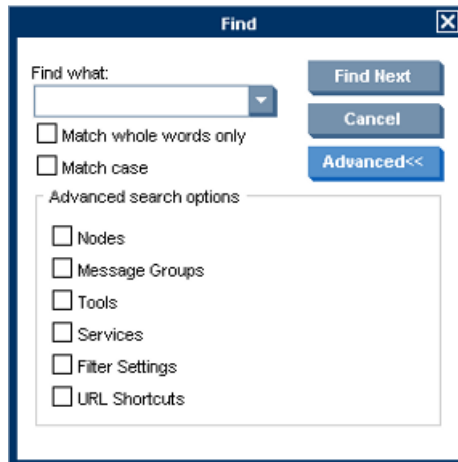 Find
Find what:
Find Next
Cancel
Match whole words only
Match case
Advanced<<
Advanced search options
Nodes
Message Groups
Tools
Services
Filter Settings
URL Shortcuts